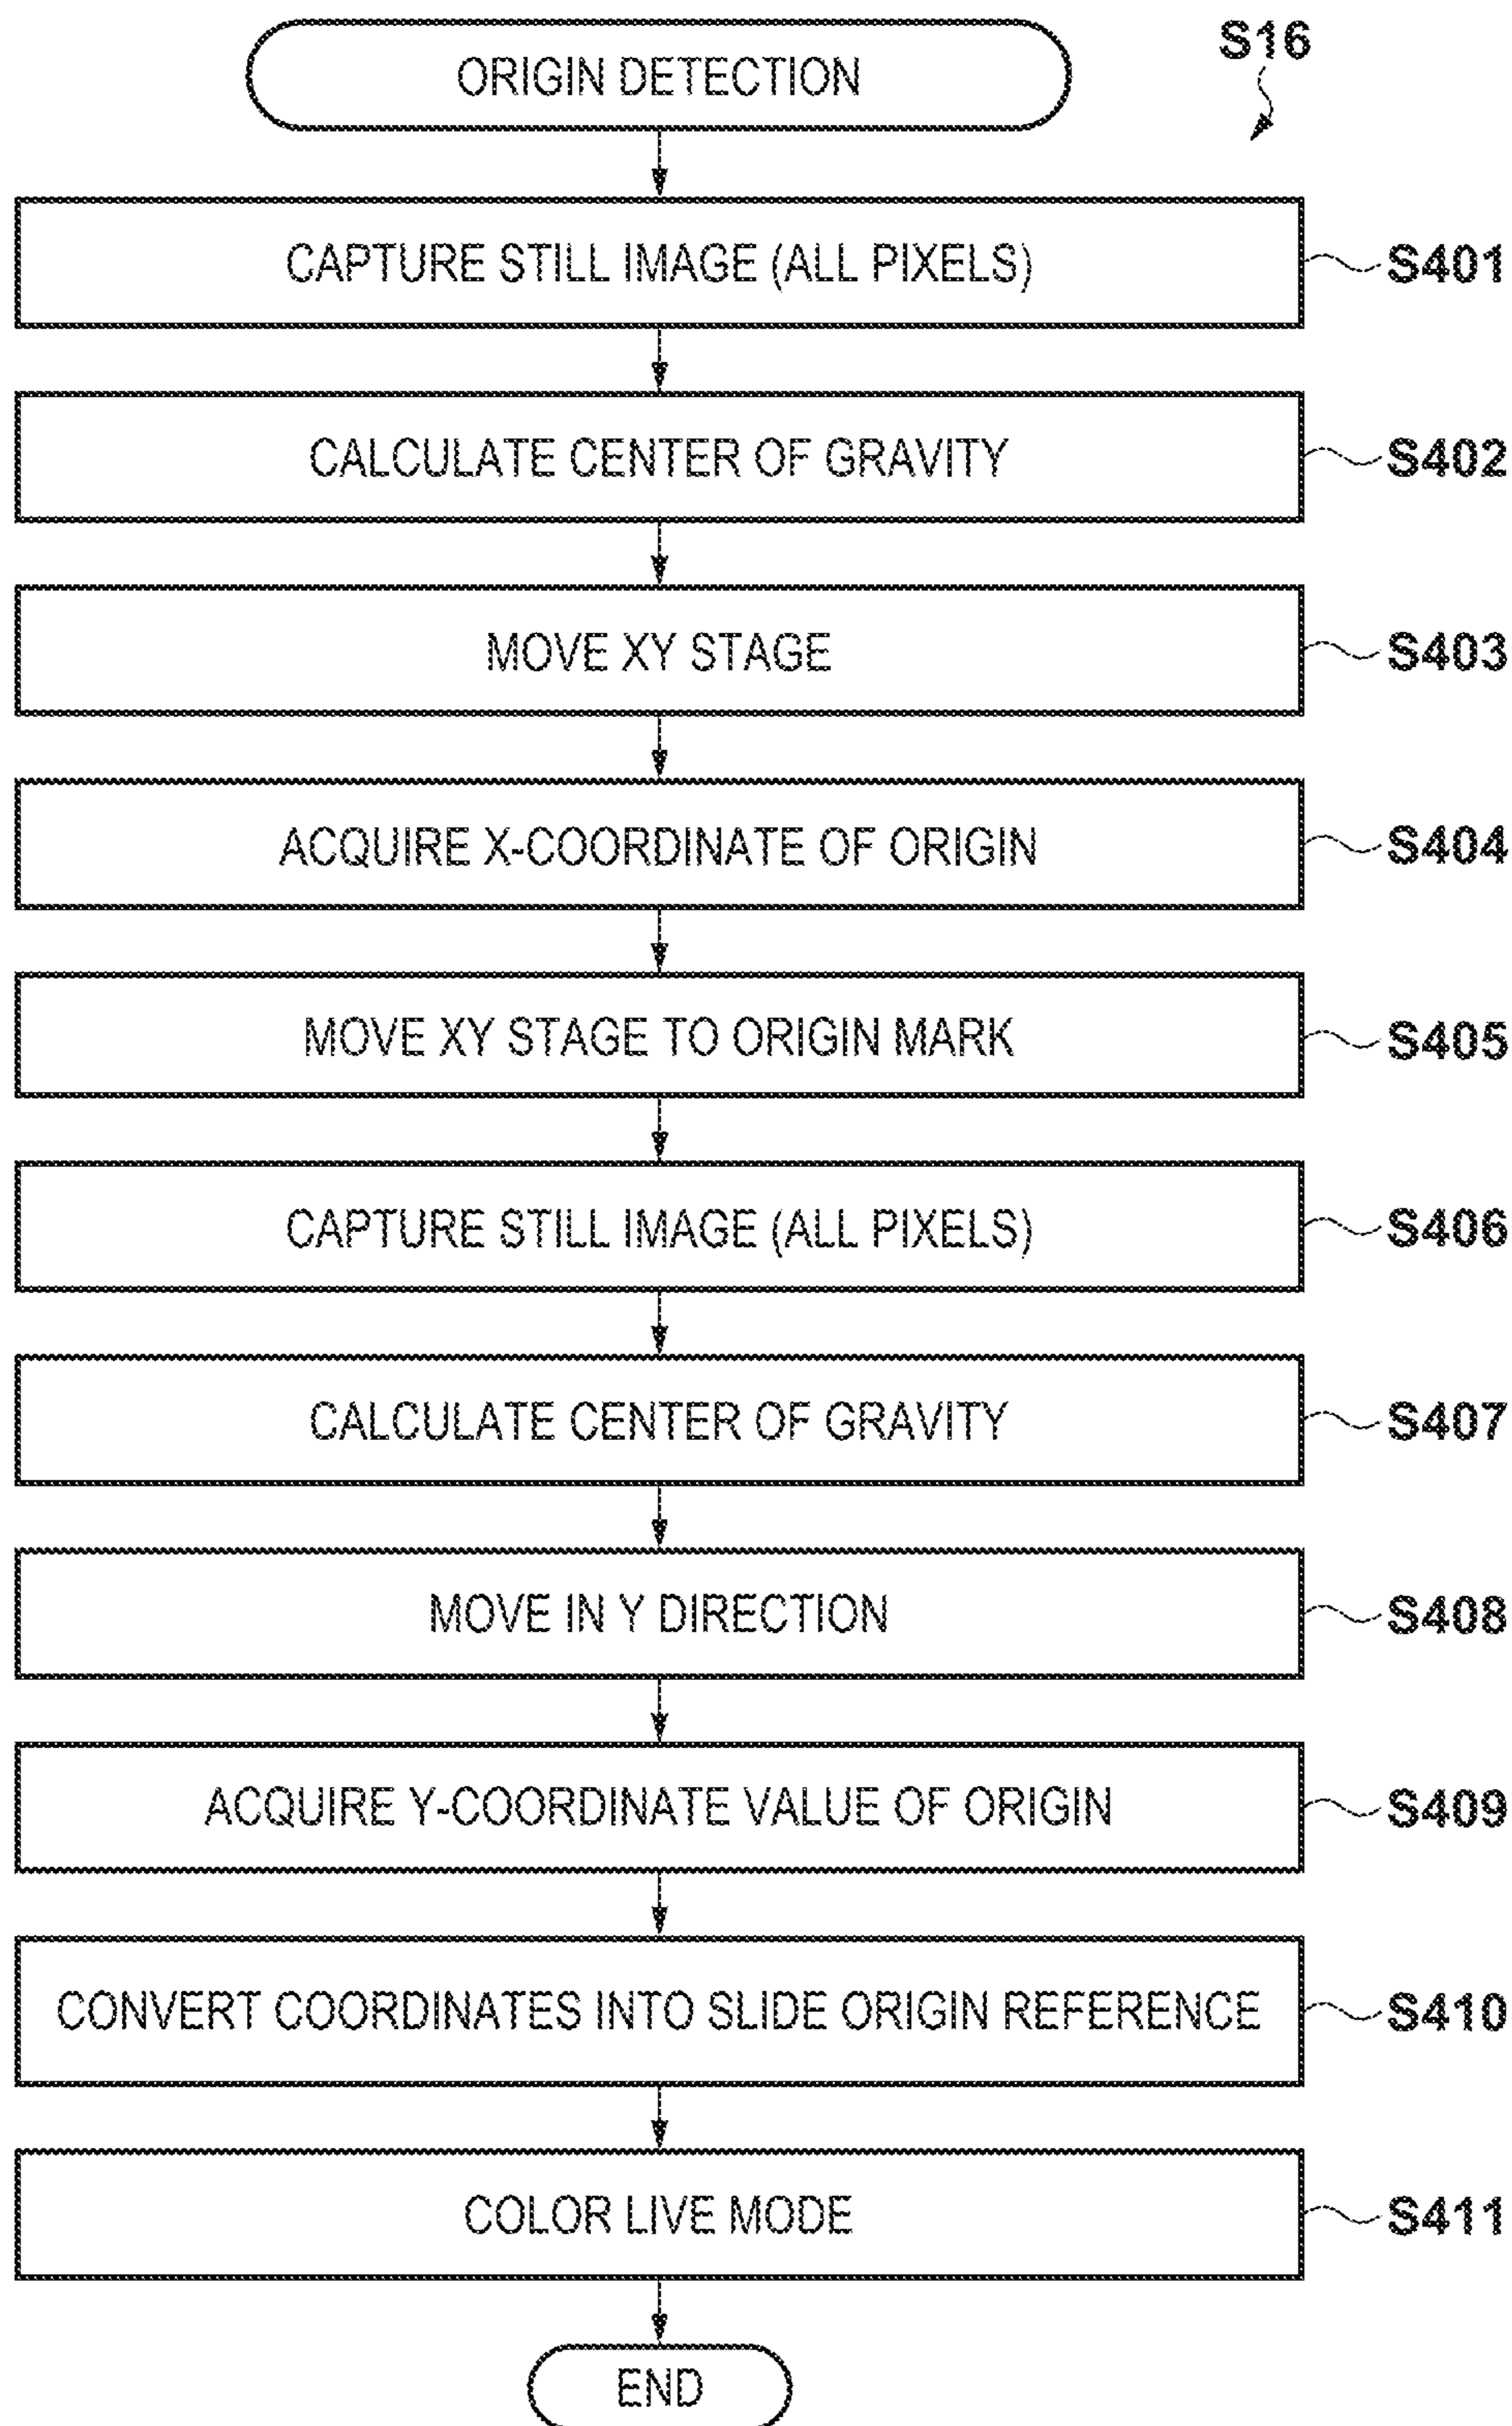 S16
ORIGIN DETECTION
CAPTURE STILL IMAGE (ALL PIXELS)
S401
CALCULATE CENTER OF GRAVITY
S402
MOVE XY STAGE
S403
ACQUIRE X-COORDINATE OF ORIGIN
S404
MOVE XY STAGE TO ORIGIN MARK
S405
CAPTURE STILL IMAGE (ALL PIXELS)
S406
CALCULATE CENTER OF GRAVITY
S407
MOVE IN Y DIRECTION
S408
ACQUIRE Y-COORDINATE VALUE OF ORIGIN
S409
CONVERT COORDINATES INTO SLIDE ORIGIN REFERENCE
S410
COLOR LIVE MODE
S411
END